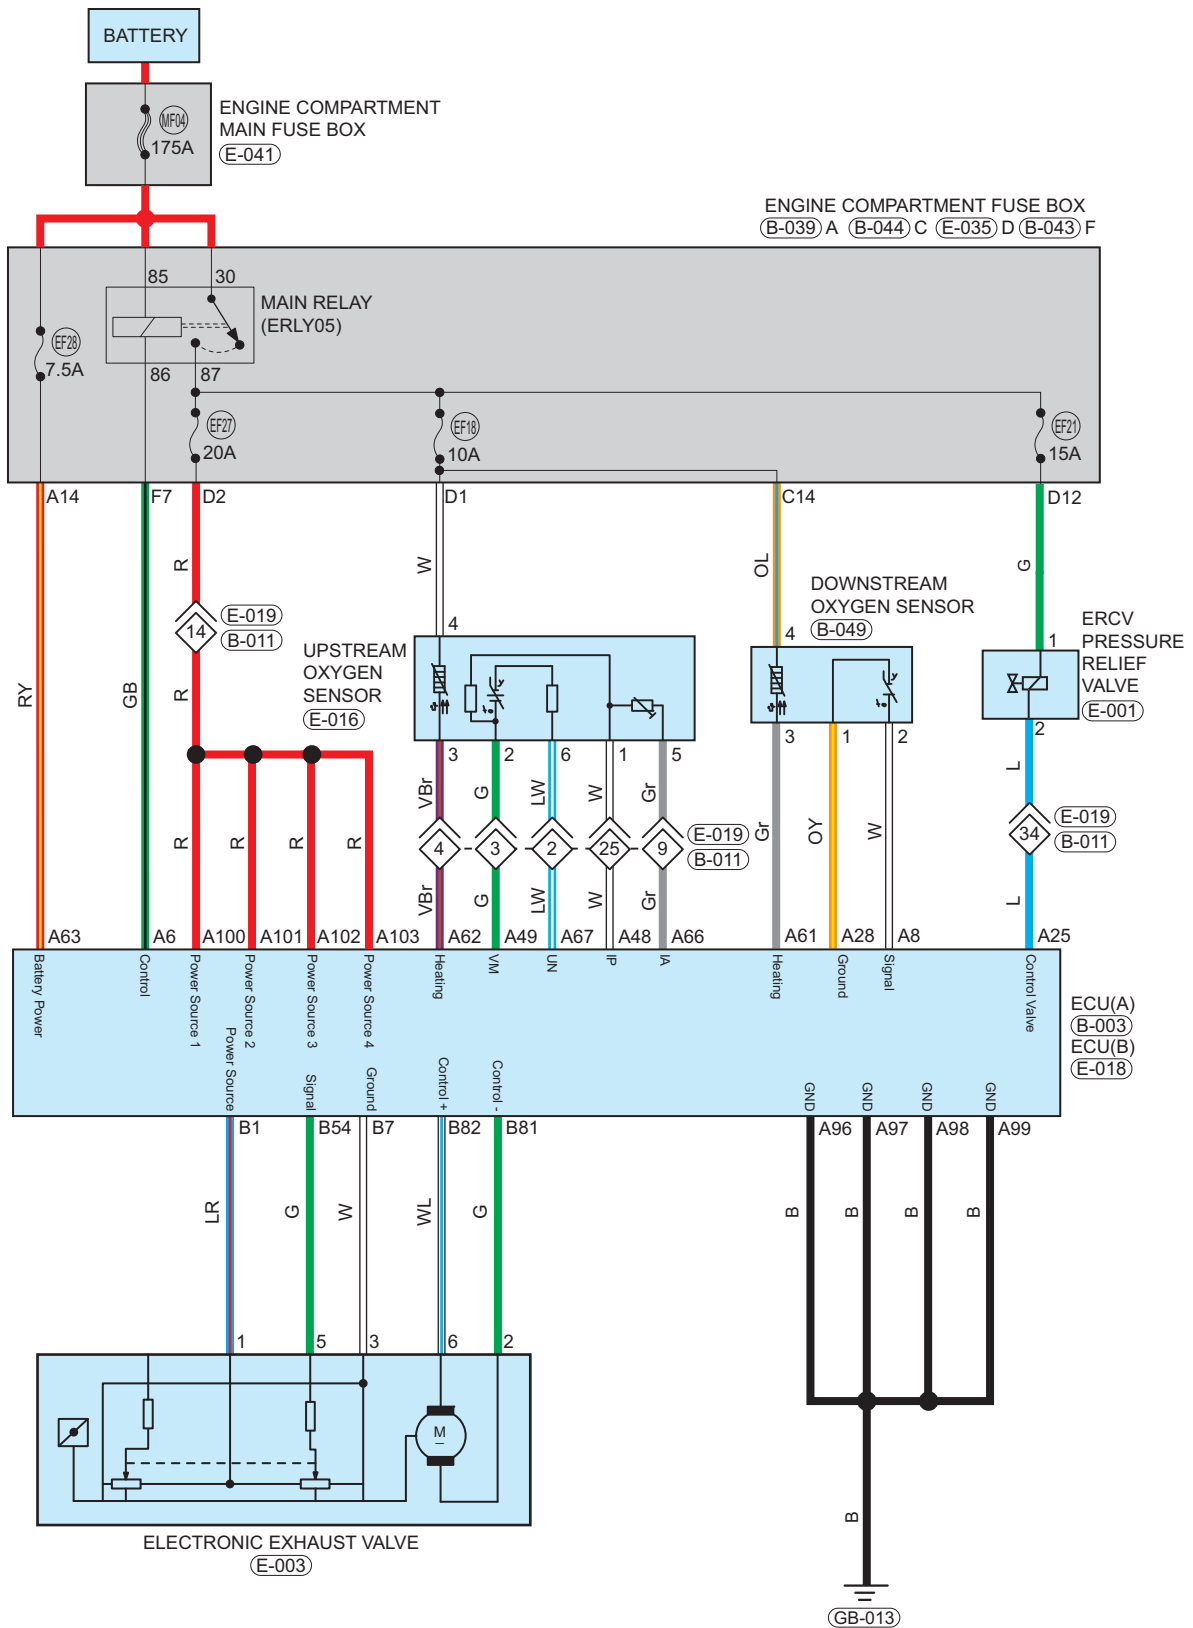 BATTERY
MF04
175A
ENGINE COMPARTMENT
MAIN FUSE BOX
E-041
ENGINE COMPARTMENT FUSE BOX
B-039 A B-044 C E-035 D B-043 F
85 30
MAIN RELAY
(ERLY05)
EF28
7.5A
86 87
EF27
20A
EF18
10A
EF21
15A
A14 F7 D2 D1 C14 D12
R W OL G
E-019
14
B-011
UPSTREAM
OXYGEN
SENSOR
E-016
4
DOWNSTREAM
OXYGEN SENSOR
B-049
4
ERCV
PRESSURE
RELIEF
VALVE
E-001
1
RY GB R
3 2 6 1 5 3 1 2 2
VBr G LW W Gr L
4 3 2 25 9
E-019
B-011
Gr OY W
34
E-019
B-011
R R R R
VBr G LW W Gr L
A63 A6 A100 A101 A102 A103 A62 A49 A67 A48 A66 A61 A28 A8 A25
Battery Power
Control
Power Source 1
Power Source 2
Power Source 3
Power Source 4
Heating
VM
UN
IP
IA
Heating
Ground
Signal
Control Valve
ECU(A)
B-003
ECU(B)
E-018
Power Source
Signal
Ground
Control +
Control -
GND
GND
GND
GND
B1 B54 B7 B82 B81 A96 A97 A98 A99
LR G W WL G B B B B
1 5 3 6 2
M
ELECTRONIC EXHAUST VALVE
E-003
B
GB-013